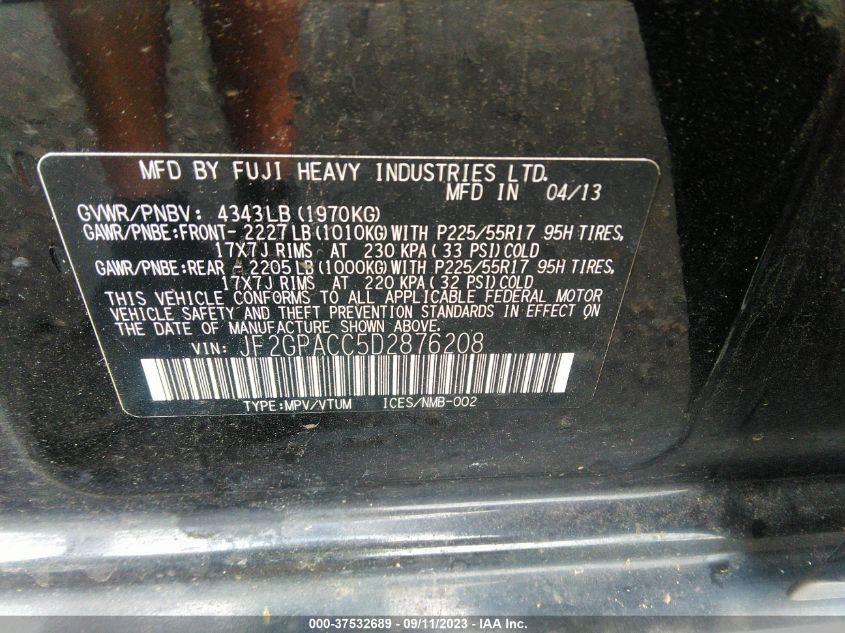 MFD BY FUJI HEAVY INDUSTRIES LTD.
MFD IN 04/13
GVWR/PNBV: 4343LB(1970KG)
GAWR/PNBE:FRONT- 2227LB(1010KG)WITH P225/55R17 95H TIRES,
17X7J RIMS AT 230 KPA(33 PSI)COLD
GAWR/PNBE:REAR - 2205LB(1000KG)WITH P225/55R17 95H TIRES,
17X7J RIMS AT 220 KPA(32 PSI)COLD
THIS VEHICLE CONFORMS TO ALL APPLICABLE FEDERAL MOTOR
VEHICLE SAFETY AND THEFT PREVENTION STANDARDS IN EFFECT ON
THE DATE OF MANUFACTURE SHOWN ABOVE.
VIN: JF2GPACC5D2876208
TYPE:MPV/VTUM ICES/NMB-002
000-37532689 - 09/11/2023 - IAA Inc.